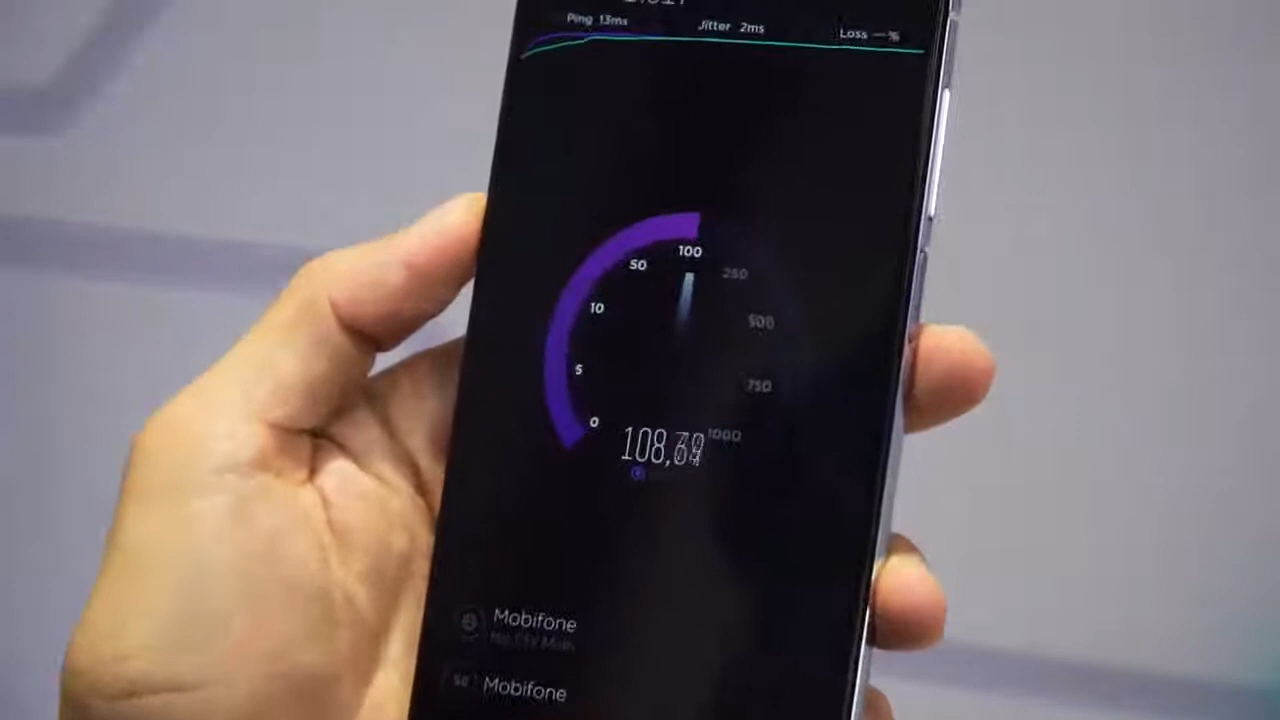 Ping 13ms Jitter 2ms Loss — %
100
50 250
10 500
5 750
0 1000
Mobifone
Mobifone